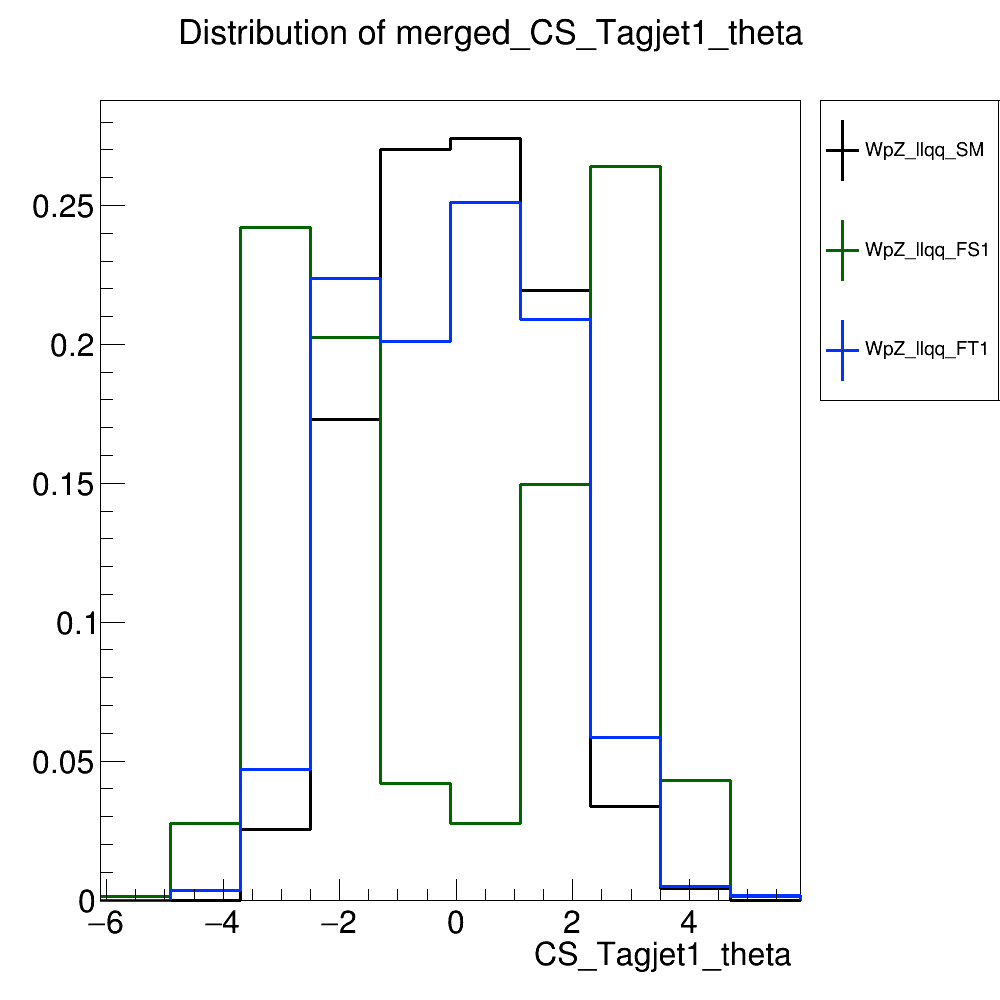 Distribution of merged_CS_Tagjet1_theta
WpZ_llqq_SM
WpZ_llqq_FS1
WpZ_llqq_FT1
0.25
0.2
0.15
0.1
0.05
0
−6 −4 −2 0 2 4
CS_Tagjet1_theta